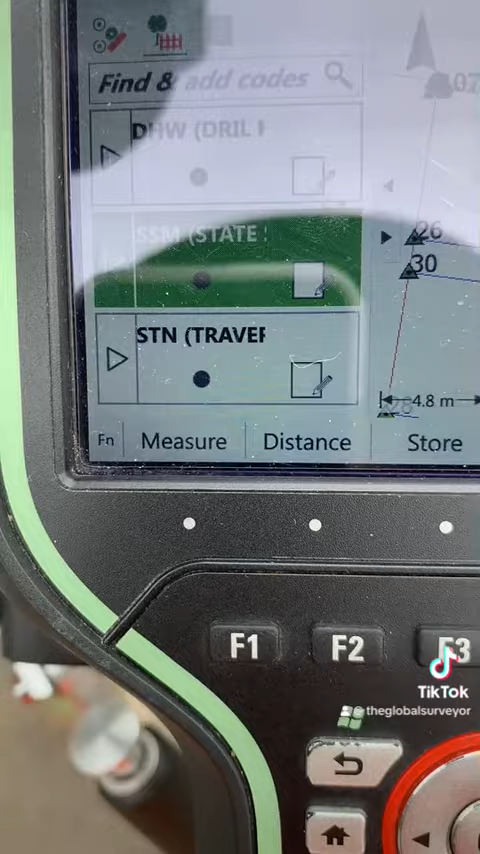 Find & add codes
07
DHW (DRIL H
SSM (STATE :
26
30
STN (TRAVER
4.8 m
Fn
Measure
Distance
Store
F1
F2
F3
TikTok
theglobalsurveyor